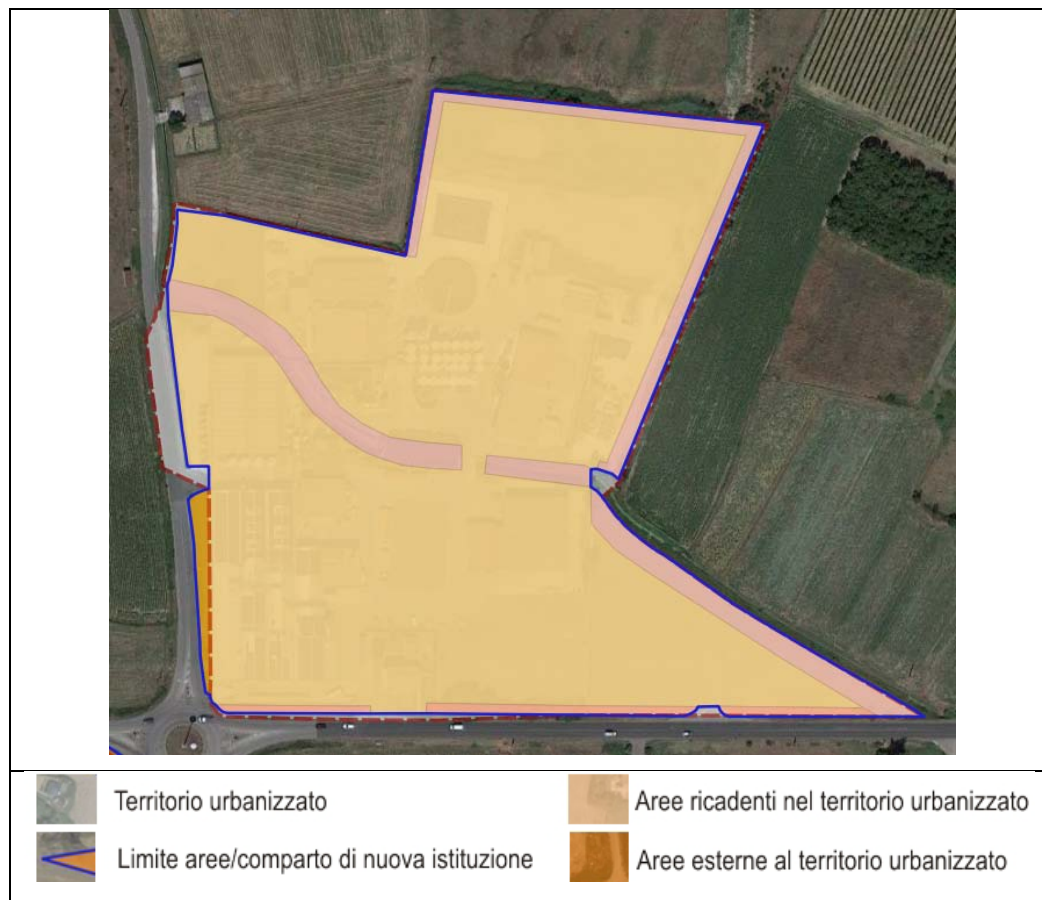 Territorio urbanizzato
Aree ricadenti nel territorio urbanizzato
Limite aree/comparto di nuova istituzione
Aree esterne al territorio urbanizzato